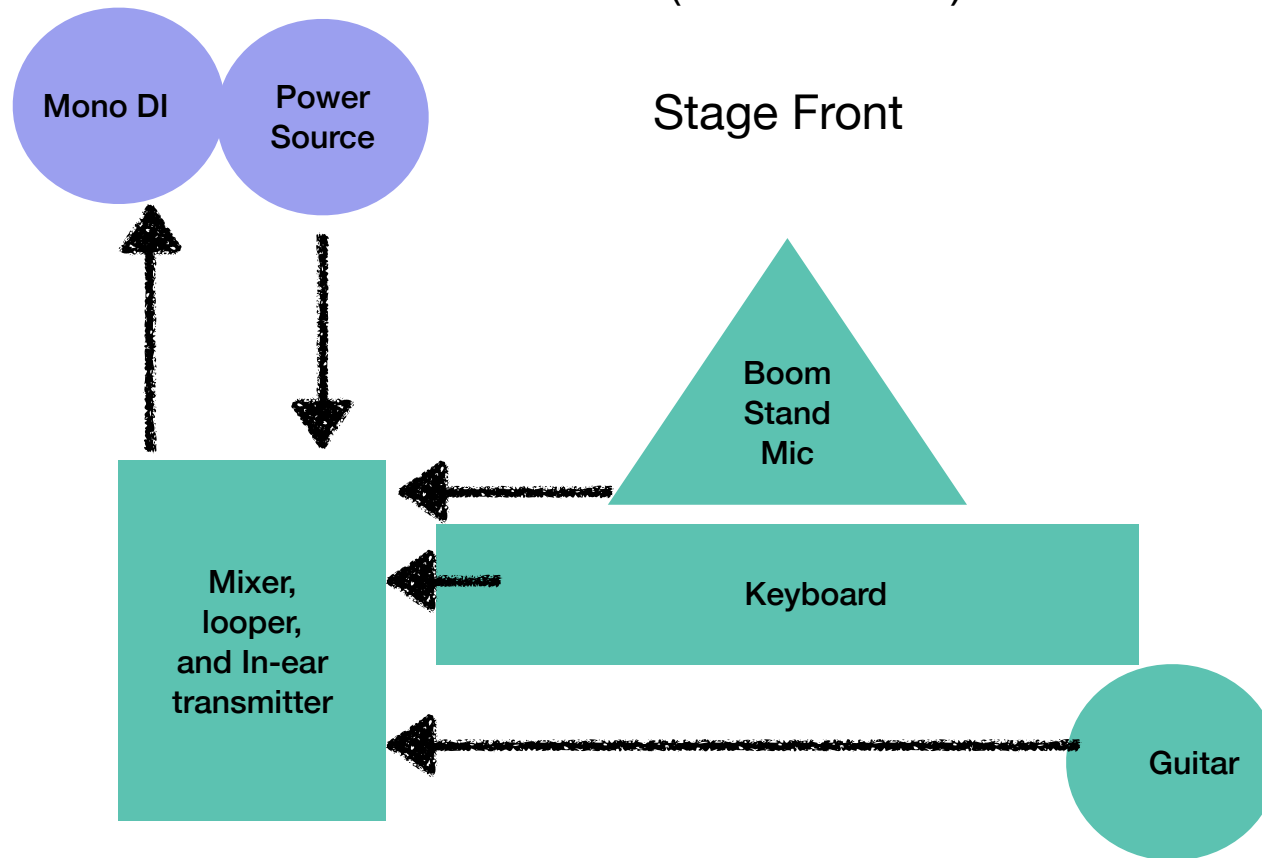 Mono DI
Power
Source
Stage Front
Boom
Stand
Mic
Mixer,
looper,
and In-ear
transmitter
Keyboard
Guitar